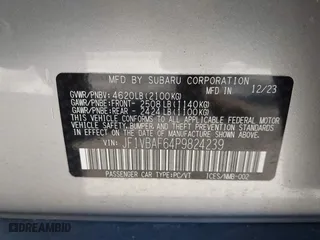 MFD BY SUBARU CORPORATION 12/23
GVWR/PNBV: 4620LB (2100KG)
GAWR/PNBE:FRONT- 2508LB (1140KG)
GAWR/PNBE:REAR - 2424LB (1100KG)
THIS VEHICLE CONFORMS TO ALL APPLICABLE FEDERAL MOTOR
VEHICLE SAFETY, BUMPER, AND THEFT PREVENTION
STANDARDS IN EFFECT ON THE DATE OF
MANUFACTURE SHOWN ABOVE.
VIN: JF1VBAF64P9824239
PASSENGER CAR TYPE:PC/VT ICES/NMB-002
DREAMBID.COM